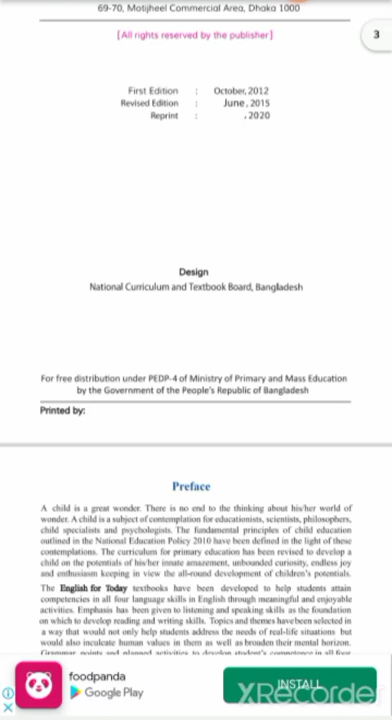 69-70, Motijheel Commercial Area, Dhaka 1000
[All rights reserved by the publisher]
3
First Edition : October, 2012
Revised Edition : June, 2015
Reprint : , 2020
Design
National Curriculum and Textbook Board, Bangladesh
For free distribution under PEDP-4 of Ministry of Primary and Mass Education
by the Government of the People's Republic of Bangladesh
Printed by:
Preface
A child is a great wonder. There is no end to the thinking about his/her world of
wonder. A child is a subject of contemplation for educationists, scientists, philosophers,
child specialists and psychologists. The fundamental principles of child education
outlined in the National Education Policy 2010 have been defined in the light of these
contemplations. The curriculum for primary education has been revised to develop a
child on the potentials of his/her innate amazement, unbounded curiosity, endless joy
and enthusiasm keeping in view the all-round development of children's potentials.
The English for Today textbooks have been developed to help students attain
competencies in all four language skills in English through meaningful and enjoyable
activities. Emphasis has been given to listening and speaking skills as the foundation
on which to develop reading and writing skills. Topics and themes have been selected in
a way that would not only help students address the needs of real-life situations but
would also inculcate human values in them as well as broaden their mental horizon.
Grammar points and planned activities to develop student's competence in all four
foodpanda
Google Play
INSTALL
XRecorder